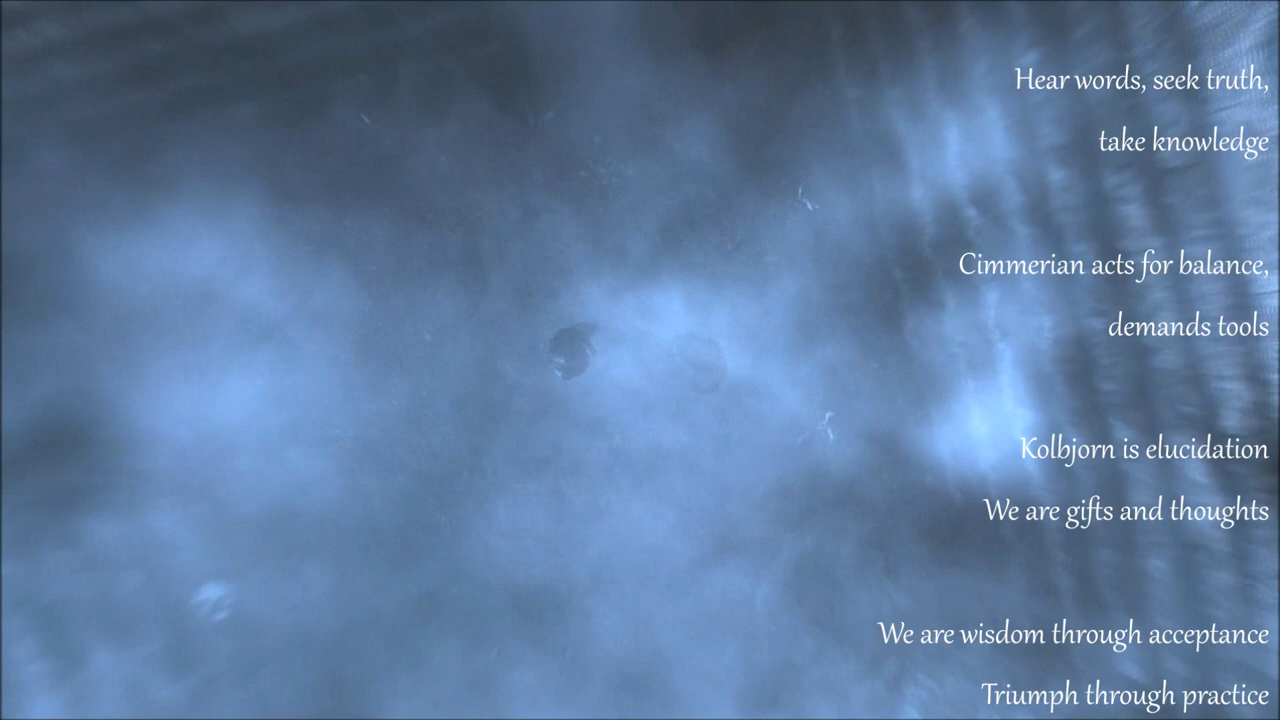 Hear words, seek truth,
take knowledge
Cimmerian acts for balance,
demands tools
Kolbjorn is elucidation
We are gifts and thoughts
We are wisdom through acceptance
Triumph through practice